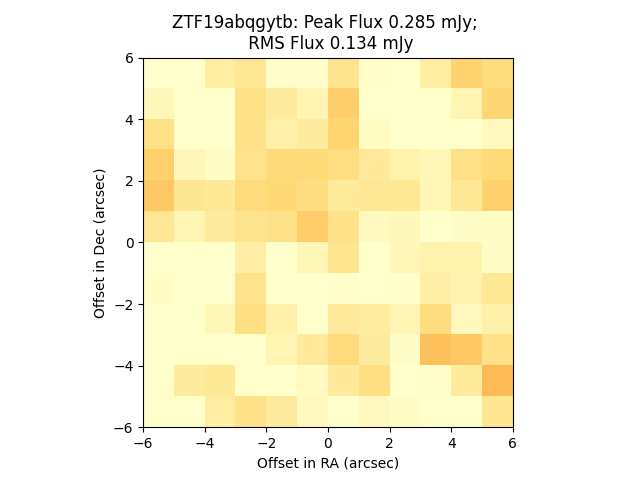 ZTF19abqgytb: Peak Flux 0.285 mJy;
RMS Flux 0.134 mJy
6
4
2
0
−2
−4
−6
Offset in Dec (arcsec)
−6 −4 −2 0 2 4 6
Offset in RA (arcsec)